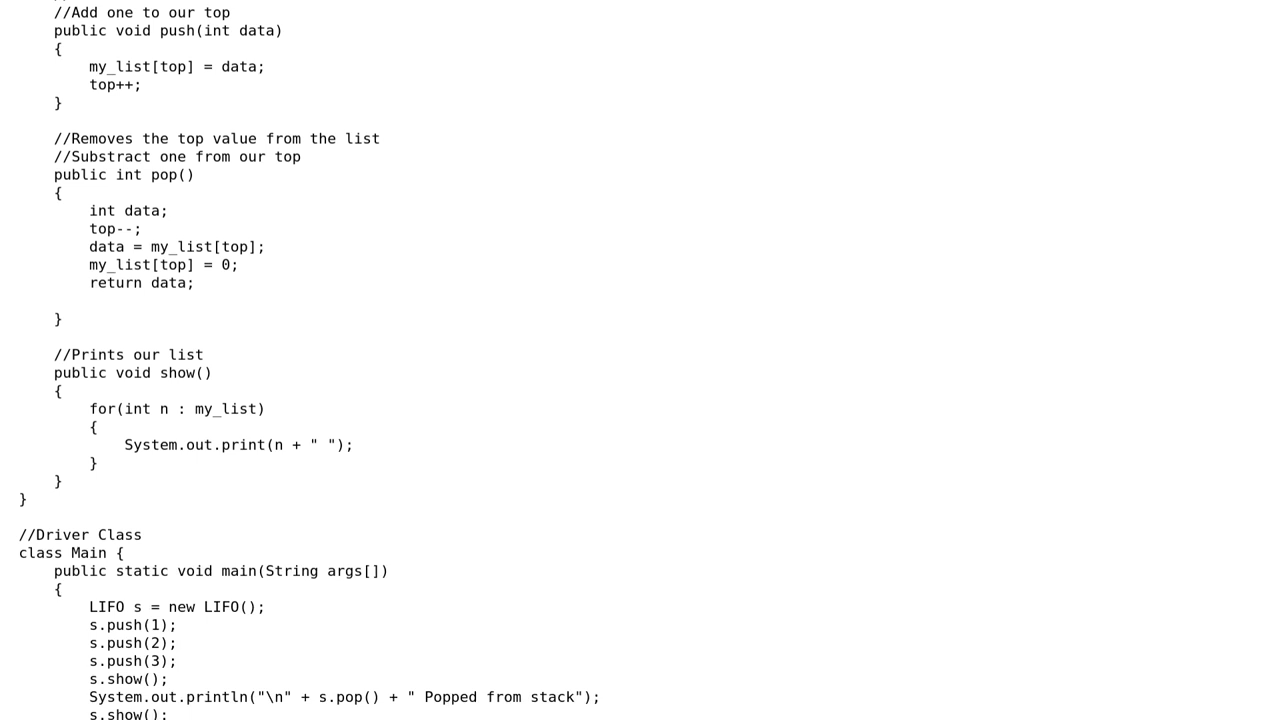 //Add one to our top
public void push(int data)
{
my_list[top] = data;
top++;
}
//Removes the top value from the list
//Substract one from our top
public int pop()
{
int data;
top--;
data = my_list[top];
my_list[top] = 0;
return data;
}
//Prints our list
public void show()
{
for(int n : my_list)
{
System.out.print(n + " ");
}
}
}
//Driver Class
class Main {
public static void main(String args[])
{
LIFO s = new LIFO();
s.push(1);
s.push(2);
s.push(3);
s.show();
System.out.println("\n" + s.pop() + " Popped from stack");
s.show();